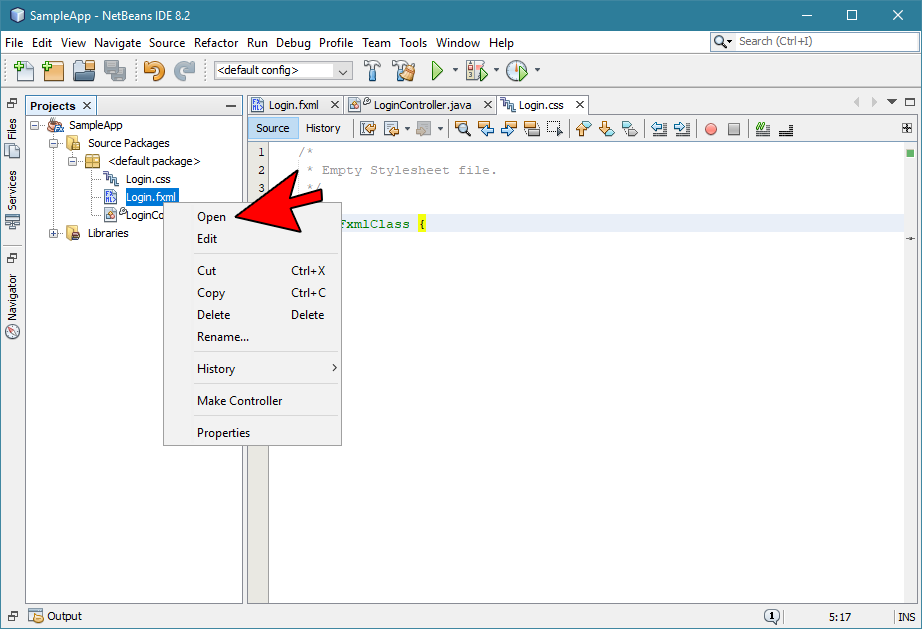 SampleApp - NetBeans IDE 8.2
File Edit View Navigate Source Refactor Run Debug Profile Team Tools Window Help
Search (Ctrl+I)
<default config>
Files
Services
Navigator
Projects
SampleApp
Source Packages
<default package>
Login.css
Login.fxml
LoginCo
Libraries
Login.fxml LoginController.java Login.css
Source History
1 /*
2 * Empty Stylesheet file.
3 */
FxmlClass {
Open
Edit
Cut Ctrl+X
Copy Ctrl+C
Delete Delete
Rename...
History
Make Controller
Properties
Output
1
5:17 INS